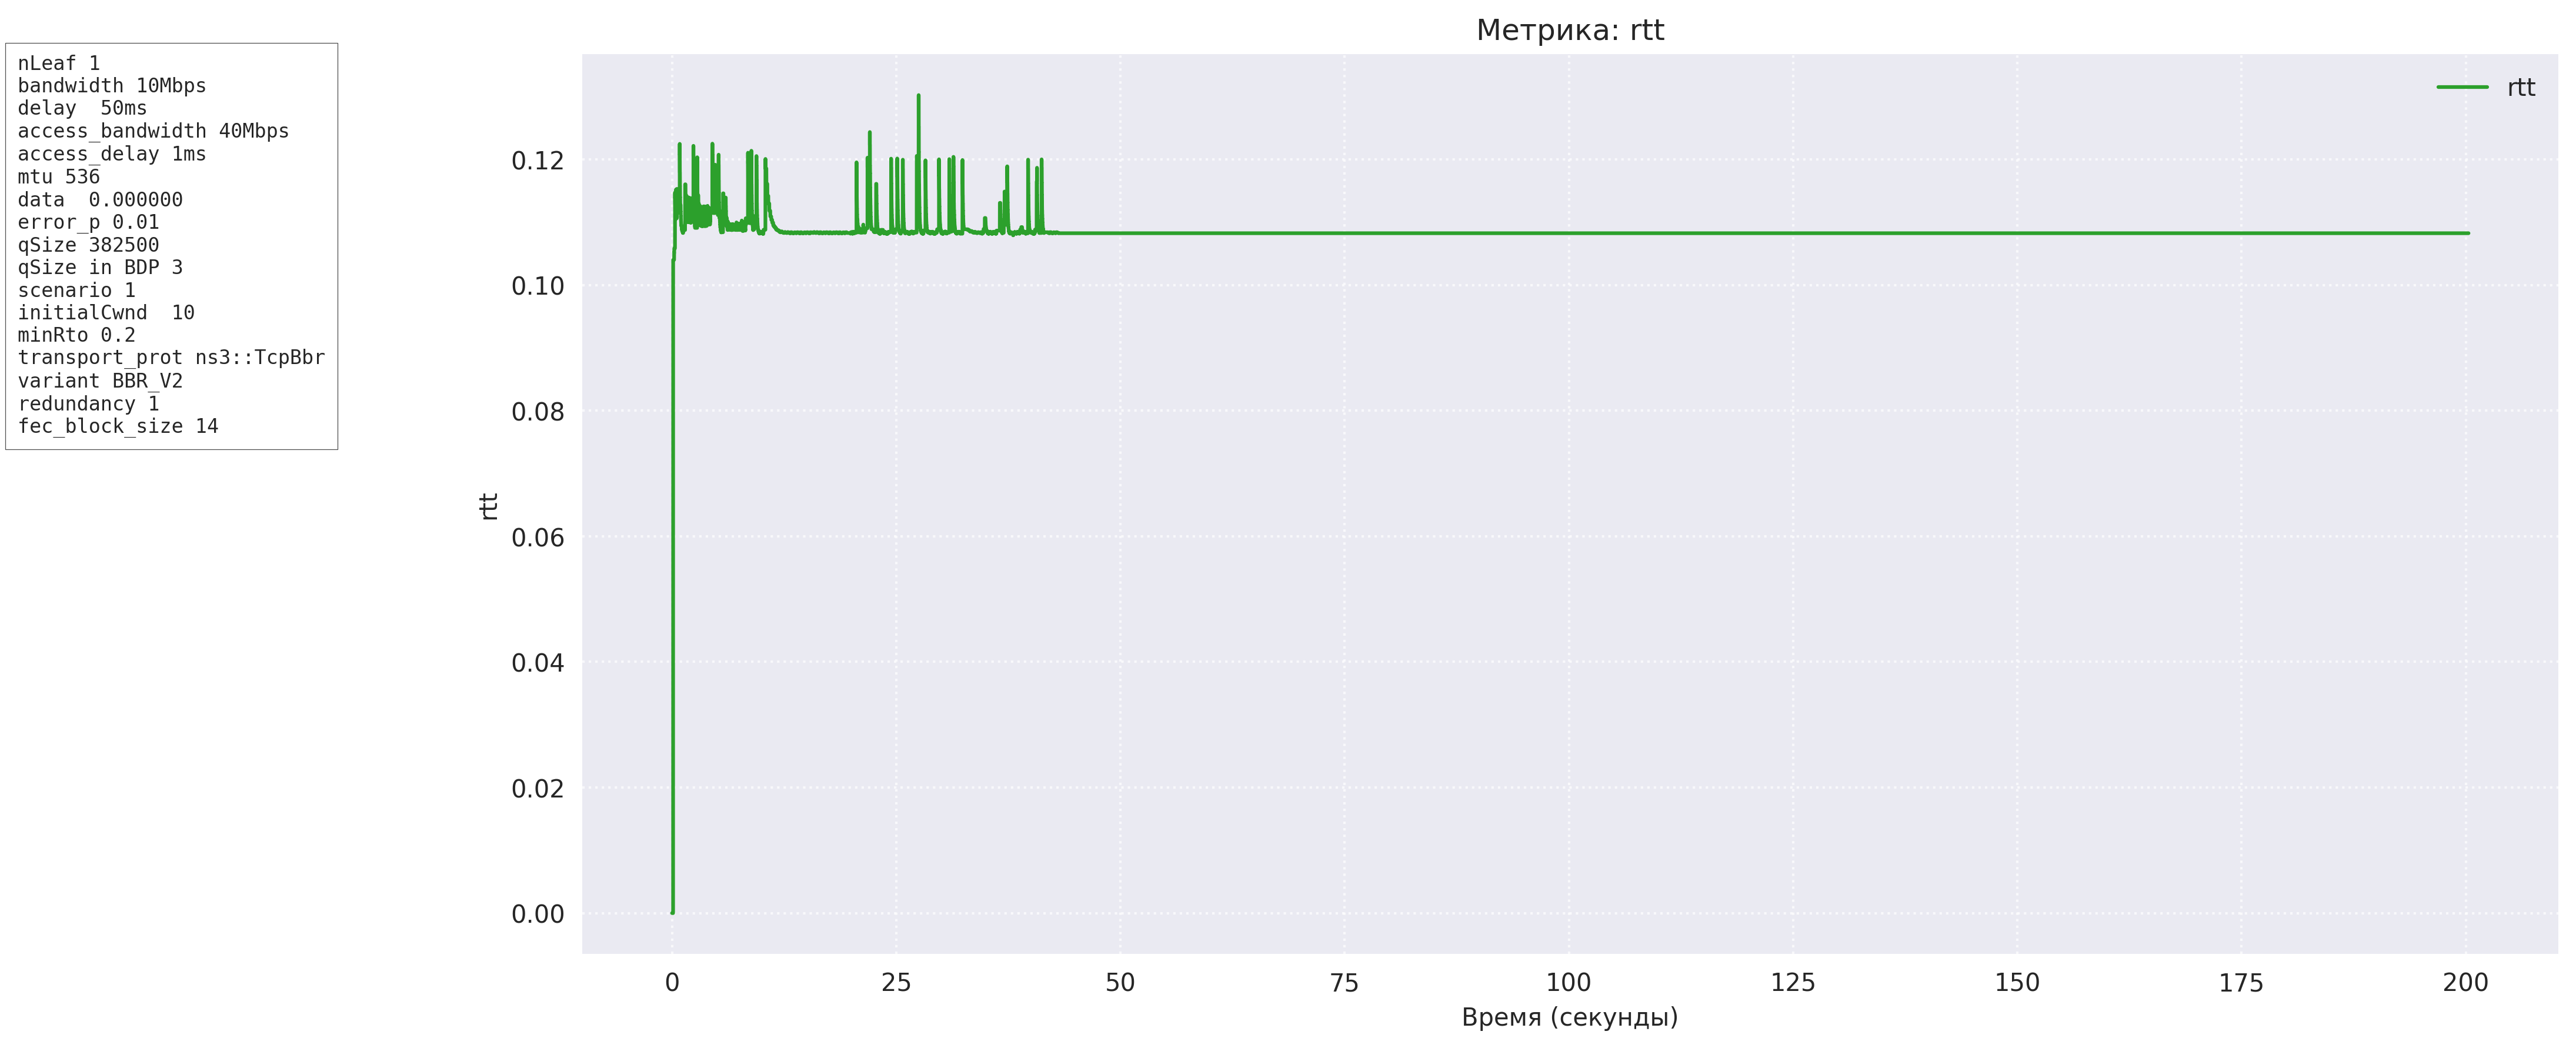 Метрика: rtt
nLeaf 1
bandwidth 10Mbps
delay  50ms
access_bandwidth 40Mbps
access_delay 1ms
mtu 536
data  0.000000
error_p 0.01
qSize 382500
qSize in BDP 3
scenario 1
initialCwnd  10
minRto 0.2
transport_prot ns3::TcpBbr
variant BBR_V2
redundancy 1
fec_block_size 14
rtt
0.12
0.10
0.08
0.06
0.04
0.02
0.00
rtt
0 25 50 75 100 125 150 175 200
Время (секунды)